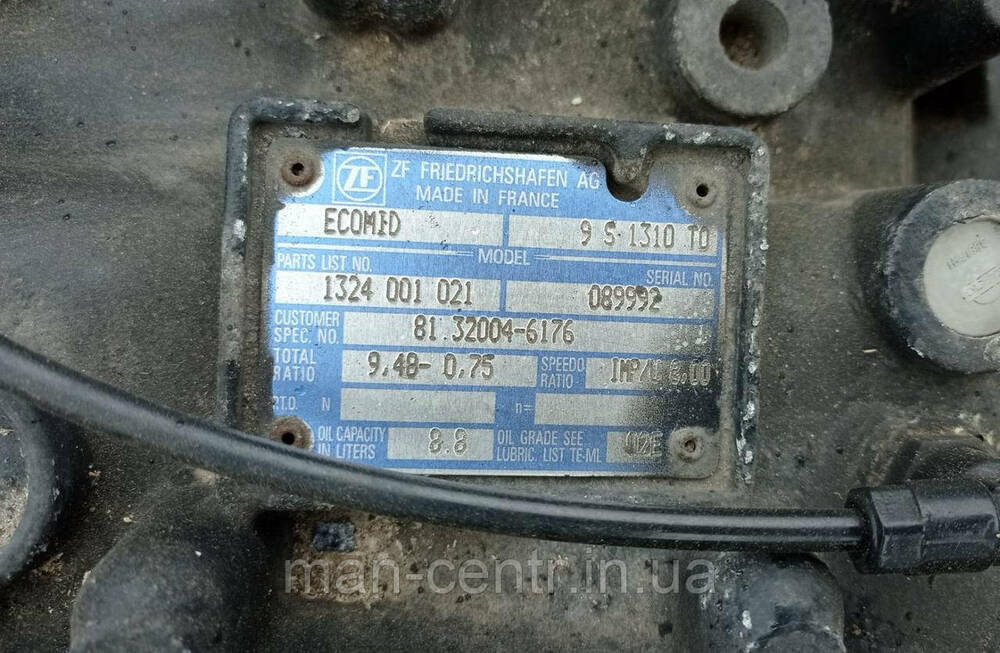 ZF
ZF FRIEDRICHSHAFEN AG
MADE IN FRANCE
ECOMID 9 S 1310 TO
MODEL
PARTS LIST NO. SERIAL NO.
1324 001 021 089992
CUSTOMER SPEC. NO. 81.32004-6176
TOTAL RATIO 9,48- 0,75 SPEEDO RATIO IMP/U
P.T.O. N n=
OIL CAPACITY IN LITERS 8.8 OIL GRADE SEE LUBRIC. LIST TE-ML 02E
man-centr.in.ua